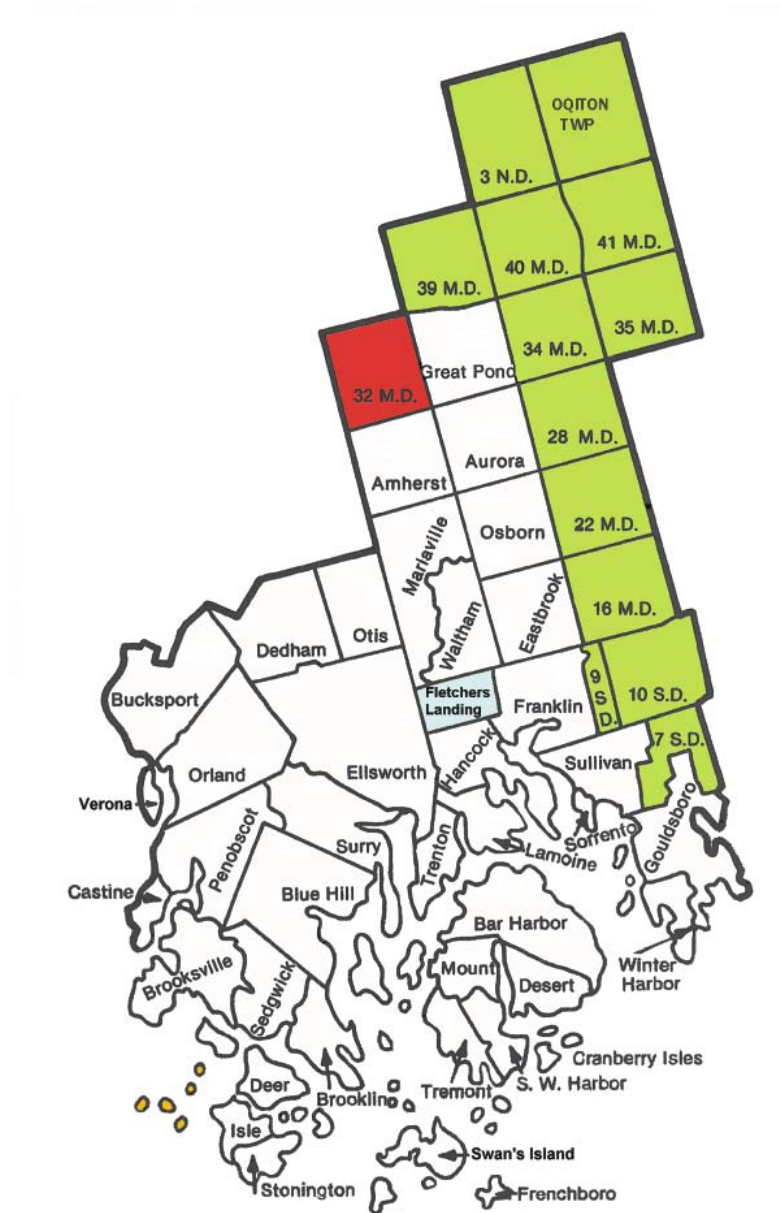 OQITON
TWP
3 N.D.
41 M.D.
40 M.D.
39 M.D.
35 M.D.
34 M.D.
Great Pond
32 M.D.
28 M.D.
Aurora
Amherst
22 M.D.
Osborn
Mariaville
16 M.D.
Eastbrook
Waltham
Otis
Dedham
9
S
D.
10 S.D.
Fletchers
Landing
Bucksport
Franklin
7 S.D.
Hancock
Sullivan
Ellsworth
Orland
Verona
Gouldsboro
Sorrento
Lamoine
Trenton
Surry
Penobscot
Castine
Blue Hill
Bar Harbor
Mount
Desert
Winter
Harbor
Brooksville
Sedgwick
Cranberry Isles
S. W. Harbor
Tremont
Brooklin
Deer
Isle
Swan's Island
Stonington
Frenchboro